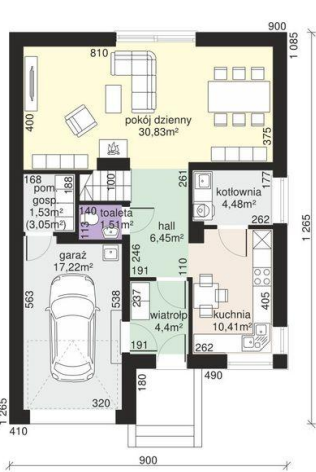 900
1 085
810
pokój dzienny
30,83m²
400
375
168
188
100
261
177
pom.
gosp.
1,53m²
(3,05m²)
140
toaleta
1,51m²
113
kotłownia
4,48m²
262
hall
6,45m²
1 265
garaż
17,22m²
246
191
110
563
538
237
wiatrołp
4,4m²
kuchnia
10,41m²
405
191
262
180
490
320
1 265
410
900